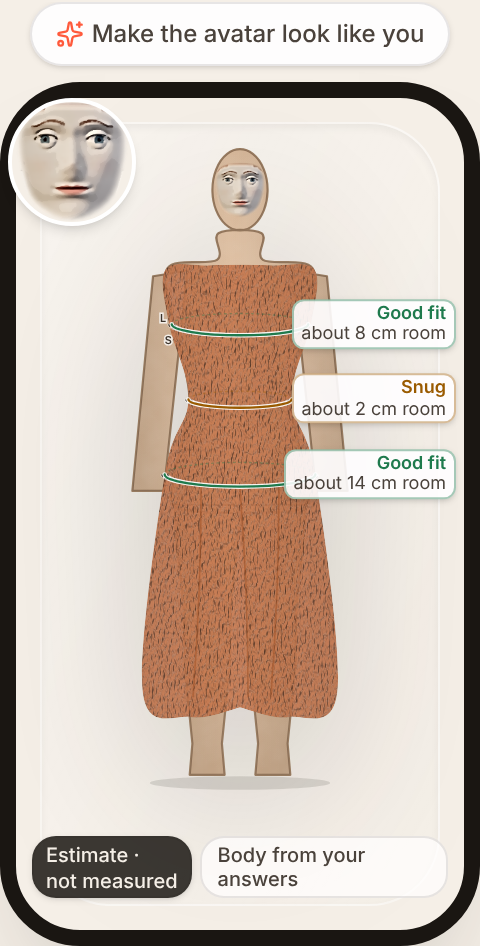 Make the avatar look like you
L
S
Good fit
about 8 cm room
Snug
about 2 cm room
Good fit
about 14 cm room
Estimate ·
not measured
Body from your
answers